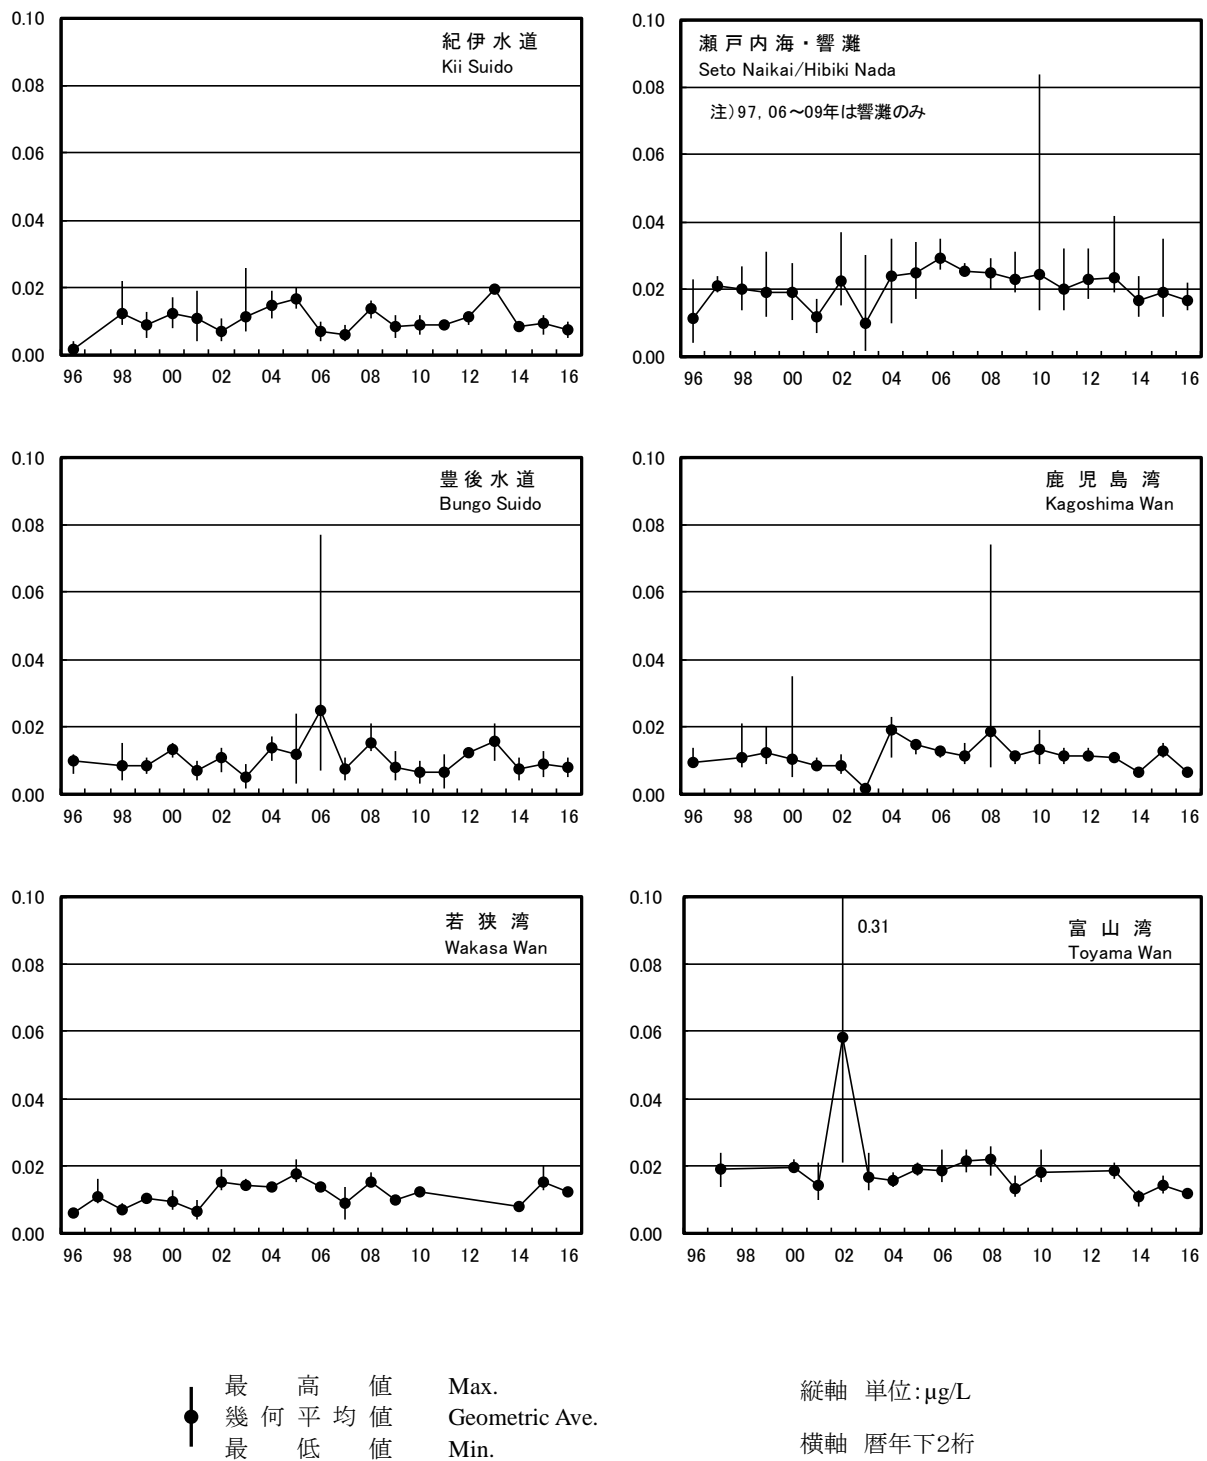 0.10
0.08
0.06
0.04
0.02
0.00
96 98 00 02 04 06 08 10 12 14 16
紀伊水道
Kii Suido
0.10
0.08
0.06
0.04
0.02
0.00
96 98 00 02 04 06 08 10 12 14 16
瀬戸内海・響灘
Seto Naikai/Hibiki Nada
注）97, 06～09年は響灘のみ
0.10
0.08
0.06
0.04
0.02
0.00
96 98 00 02 04 06 08 10 12 14 16
豊後水道
Bungo Suido
0.10
0.08
0.06
0.04
0.02
0.00
96 98 00 02 04 06 08 10 12 14 16
鹿児島湾
Kagoshima Wan
0.10
0.08
0.06
0.04
0.02
0.00
96 98 00 02 04 06 08 10 12 14 16
若狭湾
Wakasa Wan
0.10
0.08
0.06
0.04
0.02
0.00
96 98 00 02 04 06 08 10 12 14 16
0.31
富山湾
Toyama Wan
最高値 Max.
幾何平均値 Geometric Ave.
最低値 Min.
縦軸 単位：µg/L
横軸 暦年下2桁